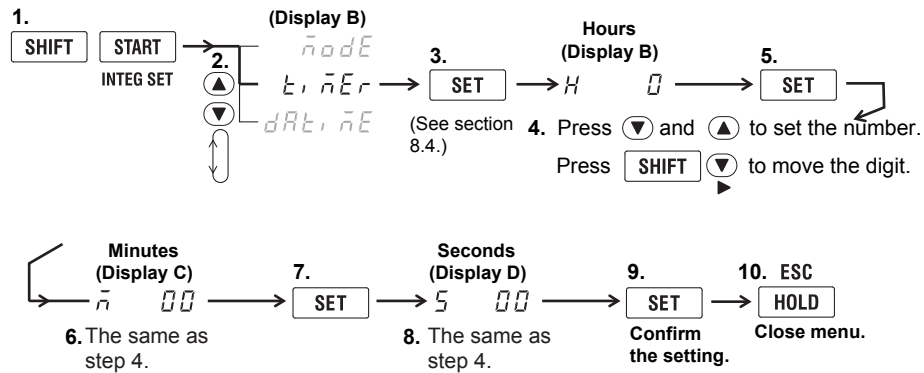 1.
SHIFT START
INTEG SET
2.
(Display B)
modE
timEr
dAtimE
3.
SET
(See section
8.4.)
Hours
(Display B)
H 0
4. Press ▼ and ▲ to set the number.
Press SHIFT ▼ to move the digit.
▶
5.
SET
Minutes
(Display C)
m 00
6. The same as
step 4.
7.
SET
Seconds
(Display D)
S 00
8. The same as
step 4.
9.
SET
Confirm
the setting.
10. ESC
HOLD
Close menu.